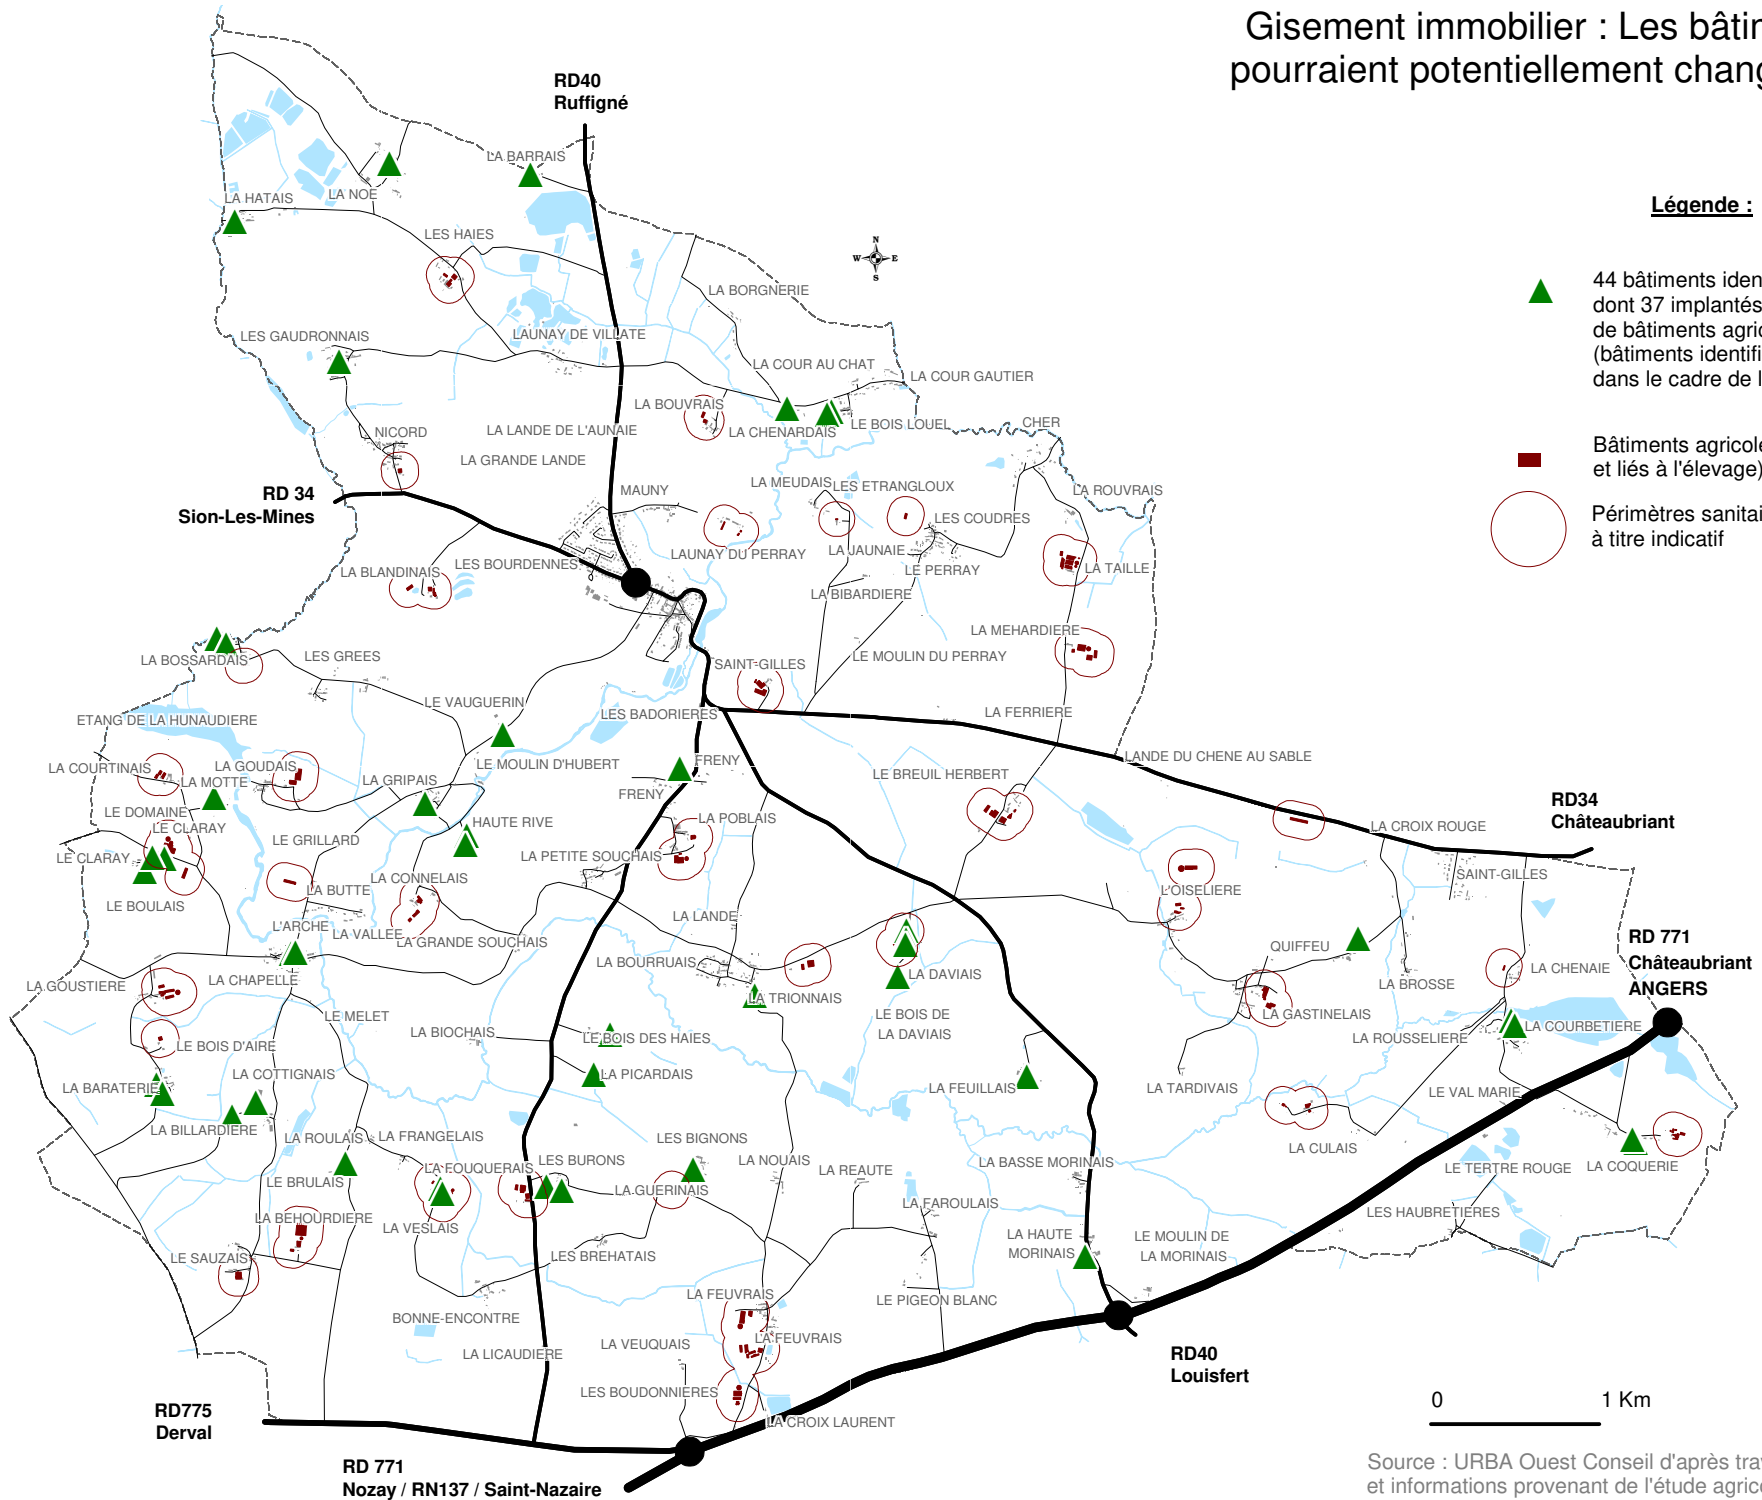 Gisement immobilier : Les bâtim
pourraient potentiellement chang
RD40
Ruffigné
LA BARRAIS
LA NOE
LA HATAIS
LES HAIES
N
W E
S
Légende :
44 bâtiments iden
dont 37 implantés
de bâtiments agric
(bâtiments identifi
dans le cadre de l
Bâtiments agricole
et liés à l'élevage)
Périmètres sanitai
à titre indicatif
LA BORGNERIE
LES GAUDRONNAIS
LAUNAY DE VILLATE
LA COUR AU CHAT
LA COUR GAUTIER
LA BOUVRAIS
LA CHENARDAIS
LE BOIS LOUEL
CHER
NICORD
LA LANDE DE L'AUNAIE
LA GRANDE LANDE
RD 34
Sion-Les-Mines
MAUNY
LA MEUDAIS
LES ETRANGLOUX
LA ROUVRAIS
LES COUDRES
LAUNAY DU PERRAY
LA JAUNAIE
LE PERRAY
LA TAILLE
LA BLANDINAIS
LES BOURDENNES
LA BIBARDIERE
LA MEHARDIERE
LA BOSSARDAIS
LES GREES
SAINT-GILLES
LE MOULIN DU PERRAY
LE VAUGUERIN
LES BADORIERES
LA FERRIERE
ETANG DE LA HUNAUDIERE
LANDE DU CHENE AU SABLE
LA COURTINAIS
LA GOUDAIS
LA MOTTE
LA GRIPAIS
LE MOULIN D'HUBERT
FRENY
FRENY
LE BREUIL HERBERT
RD34
Châteaubriant
LE DOMAINE
LE CLARAY
LE CLARAY
LE GRILLARD
HAUTE RIVE
LA POBLAIS
LA CROIX ROUGE
LA PETITE SOUCHAIS
LA CONNELAIS
LA BUTTE
LE BOULAIS
SAINT-GILLES
L'OISELIERE
L'ARCHE
LA VALLEE
LA GRANDE SOUCHAIS
LA LANDE
RD 771
Châteaubriant
ANGERS
QUIFFEU
LA BOURRUAIS
LA DAVIAIS
LA CHENAIE
LA BROSSE
LA GOUSTIERE
LA CHAPELLE
LA TRIONNAIS
LE BOIS DE
LA DAVIAIS
LA GASTINELAIS
LE MELET
LA BIOCHAIS
LE BOIS DES HAIES
LA ROUSSELIERE
LA COURBETIERE
LE BOIS D'AIRE
LA COTTIGNAIS
LA PICARDAIS
LA FEUILLAIS
LA TARDIVAIS
LE VAL MARIE
LA BARATERIE
LA BILLARDIERE
LA ROULAIS
LA FRANGELAIS
LES BIGNONS
LA CULAIS
LA FOUQUERAIS
LES BURONS
LA NOUAIS
LA REAUTE
LA BASSE MORINAIS
LE TERTRE ROUGE
LA COQUERIE
LE BRULAIS
LA GUERINAIS
LA FAROULAIS
LES HAUBRETIERES
LA BEHOURDIERE
LA VESLAIS
LA HAUTE
MORINAIS
LE MOULIN DE
LA MORINAIS
LE SAUZAIS
LES BREHATAIS
LA FEUVRAIS
LE PIGEON BLANC
BONNE-ENCONTRE
LA FEUVRAIS
LA VEUQUAIS
LA LICAUDIERE
RD40
Louisfert
LES BOUDONNIERES
LA CROIX LAURENT
RD775
Derval
0 1 Km
RD 771
Nozay / RN137 / Saint-Nazaire
Source : URBA Ouest Conseil d'après tra
et informations provenant de l'étude agric